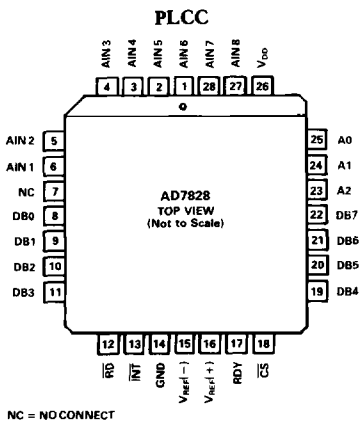 PLCC
AIN 3
AIN 4
AIN 5
AIN 6
AIN 7
AIN 8
VDD
4 3 2 1 28 27 26
AIN 2 5
AIN 1 6
NC 7
DB0 8
DB1 9
DB2 10
DB3 11
AD7828
TOP VIEW
(Not to Scale)
25 A0
24 A1
23 A2
22 DB7
21 DB6
20 DB5
19 DB4
12 13 14 15 16 17 18
R̅D̅
I̅N̅T̅
GND
VREF(−)
VREF(+)
RDY
C̅S̅
NC = NO CONNECT